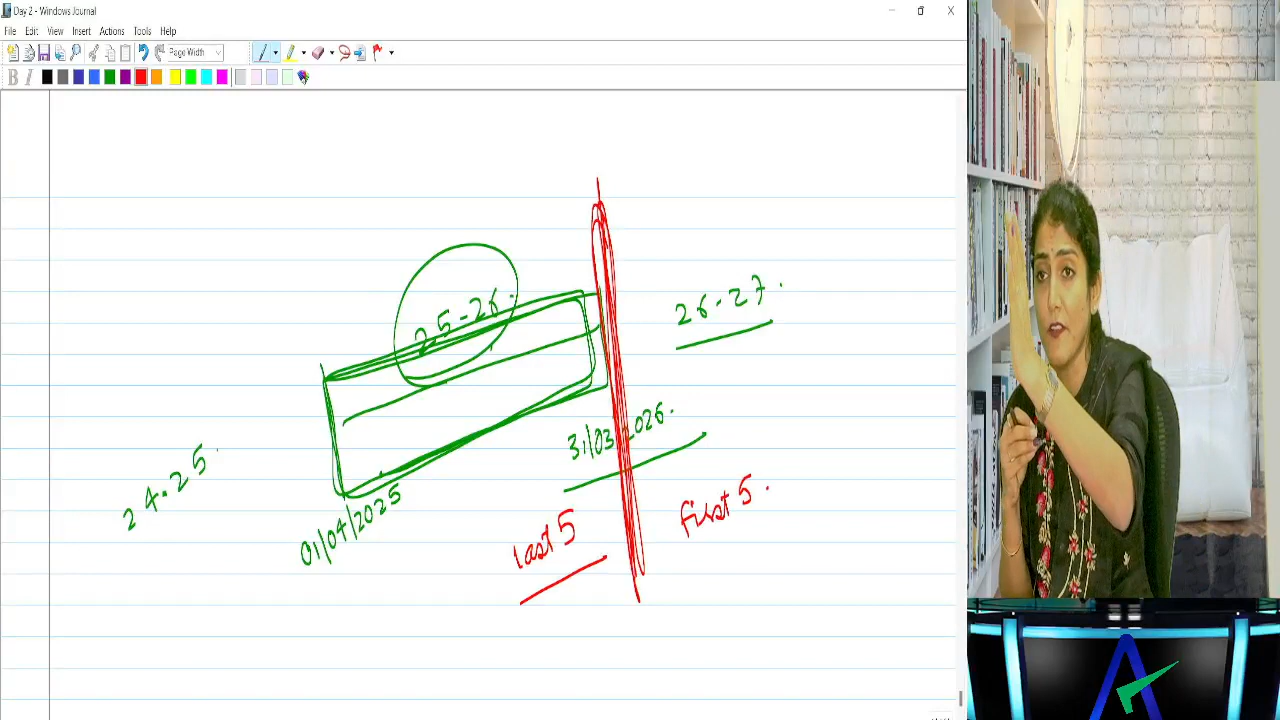 Day 2 - Windows Journal
File Edit View Insert Actions Tools Help
Page Width
B I
25-26.
26-27.
24.25
01/04/2025
31/03/2026.
last 5
first 5.